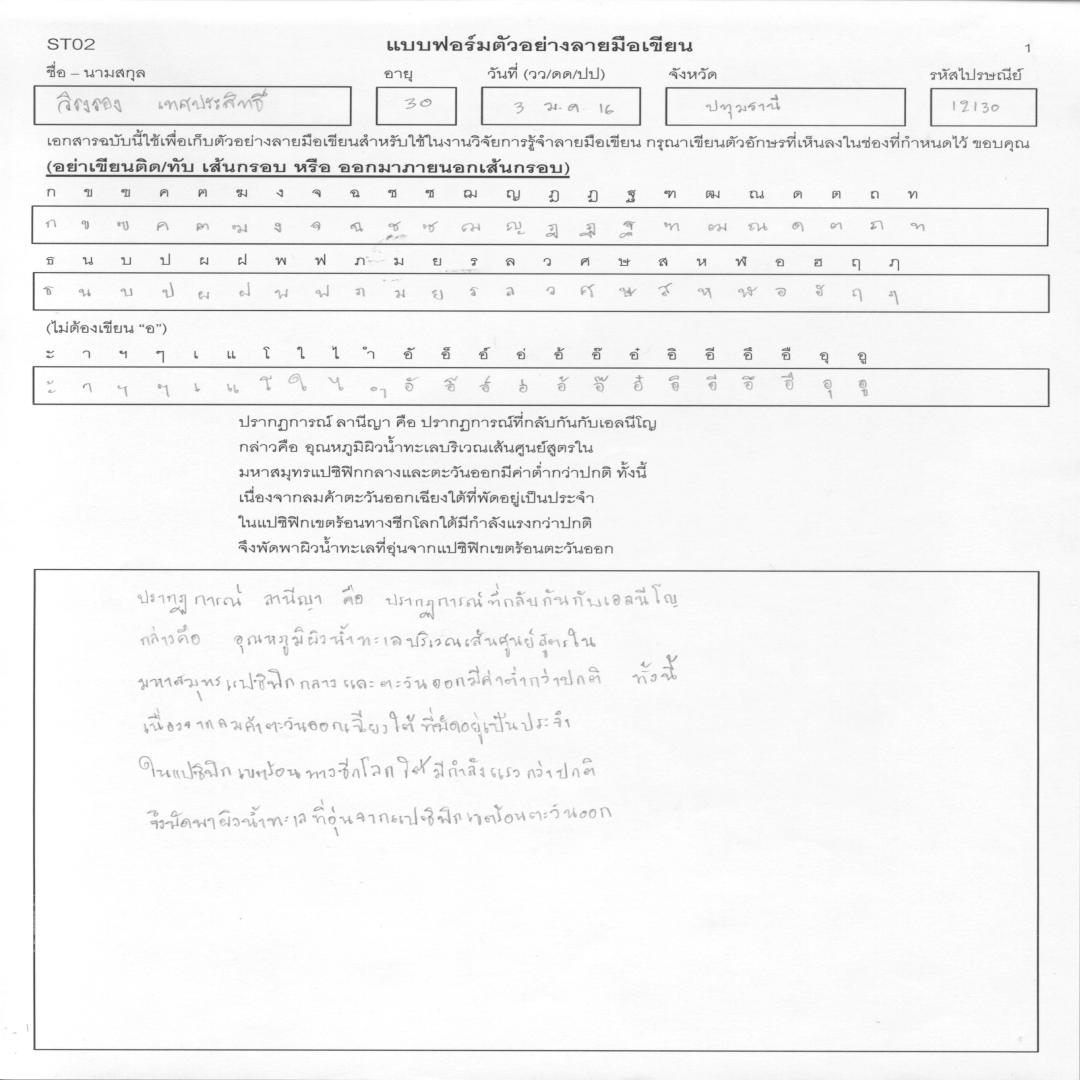 ST02 แบบฟอร์มตัวอย่างลายมือเขียน 1
ชื่อ – นามสกุล อายุ วันที่ (วว/ดด/ปป) จังหวัด รหัสไปรษณีย์
เทศประสิทธิ์ 30 3 ม.ค. 16 ปทุมธานี 12130
เอกสารฉบับนี้ใช้เพื่อเก็บตัวอย่างลายมือเขียนสำหรับใช้ในงานวิจัยการรู้จำลายมือเขียน กรุณาเขียนตัวอักษรที่เห็นลงในช่องที่กำหนดไว้ ขอบคุณ
(อย่าเขียนติด/ทับ เส้นกรอบ หรือ ออกมาภายนอกเส้นกรอบ)
ก ข ฃ ค ฅ ฆ ง จ ฉ ช ซ ฌ ญ ฎ ฏ ฐ ฑ ฒ ณ ด ต ถ ท
ก ข ฃ ค ฅ ฆ ง จ ฉ ช ซ ฌ ญ ฎ ฏ ฐ ฑ ฒ ณ ด ต ถ ท
ธ น บ ป ผ ฝ พ ฟ ภ ม ย ร ล ว ศ ษ ส ห ฬ อ ฮ ฤ ฦ
ธ น บ ป ผ ฝ พ ฟ ภ ม ย ร ล ว ศ ษ ส ห ฬ อ ฮ ฤ ฦ
(ไม่ต้องเขียน “อ”)
ะ า ฯ ๆ เ แ โ ใ ไ ำ อั อ็ อ์ อ่ อ้ อ๊ อ๋ อิ อี อึ อื อุ อู
ะ า ฯ ๆ เ แ โ ใ ไ ำ อั อ็ อ์ อ่ อ้ อ๊ อ๋ อิ อี อึ อื อุ อู
ปรากฏการณ์ ลานีญา คือ ปรากฏการณ์ที่กลับกันกับเอลนีโญ
กล่าวคือ อุณหภูมิผิวน้ำทะเลบริเวณเส้นศูนย์สูตรใน
มหาสมุทรแปซิฟิกกลางและตะวันออกมีค่าต่ำกว่าปกติ ทั้งนี้
เนื่องจากลมค้าตะวันออกเฉียงใต้ที่พัดอยู่เป็นประจำ
ในแปซิฟิกเขตร้อนทางซีกโลกใต้มีกำลังแรงกว่าปกติ
จึงพัดพาผิวน้ำทะเลที่อุ่นจากแปซิฟิกเขตร้อนตะวันออก
ปรากฏการณ์ ลานีญา คือ ปรากฏการณ์ที่กลับกันกับเอลนีโญ
กล่าวคือ อุณหภูมิผิวน้ำทะเลบริเวณเส้นศูนย์สูตรใน
มหาสมุทรแปซิฟิกกลางและตะวันออกมีค่าต่ำกว่าปกติ ทั้งนี้
เนื่องจากลมค้าตะวันออกเฉียงใต้ที่พัดอยู่เป็นประจำ
ในแปซิฟิกเขตร้อนทางซีกโลกใต้มีกำลังแรงกว่าปกติ
จึงพัดพาผิวน้ำทะเลที่อุ่นจากแปซิฟิกเขตร้อนตะวันออก